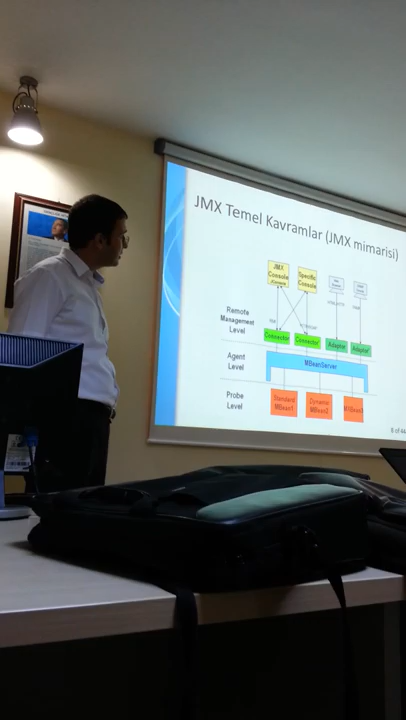 JMX Temel Kavramlar (JMX mimarisi)
JMX
Console
Specific
Console
Remote
Management
Level
Connector
Connector
Adaptor
Adaptor
Agent
Level
MBeanServer
Probe
Level
Standard
MBean1
Dynamic
MBean2